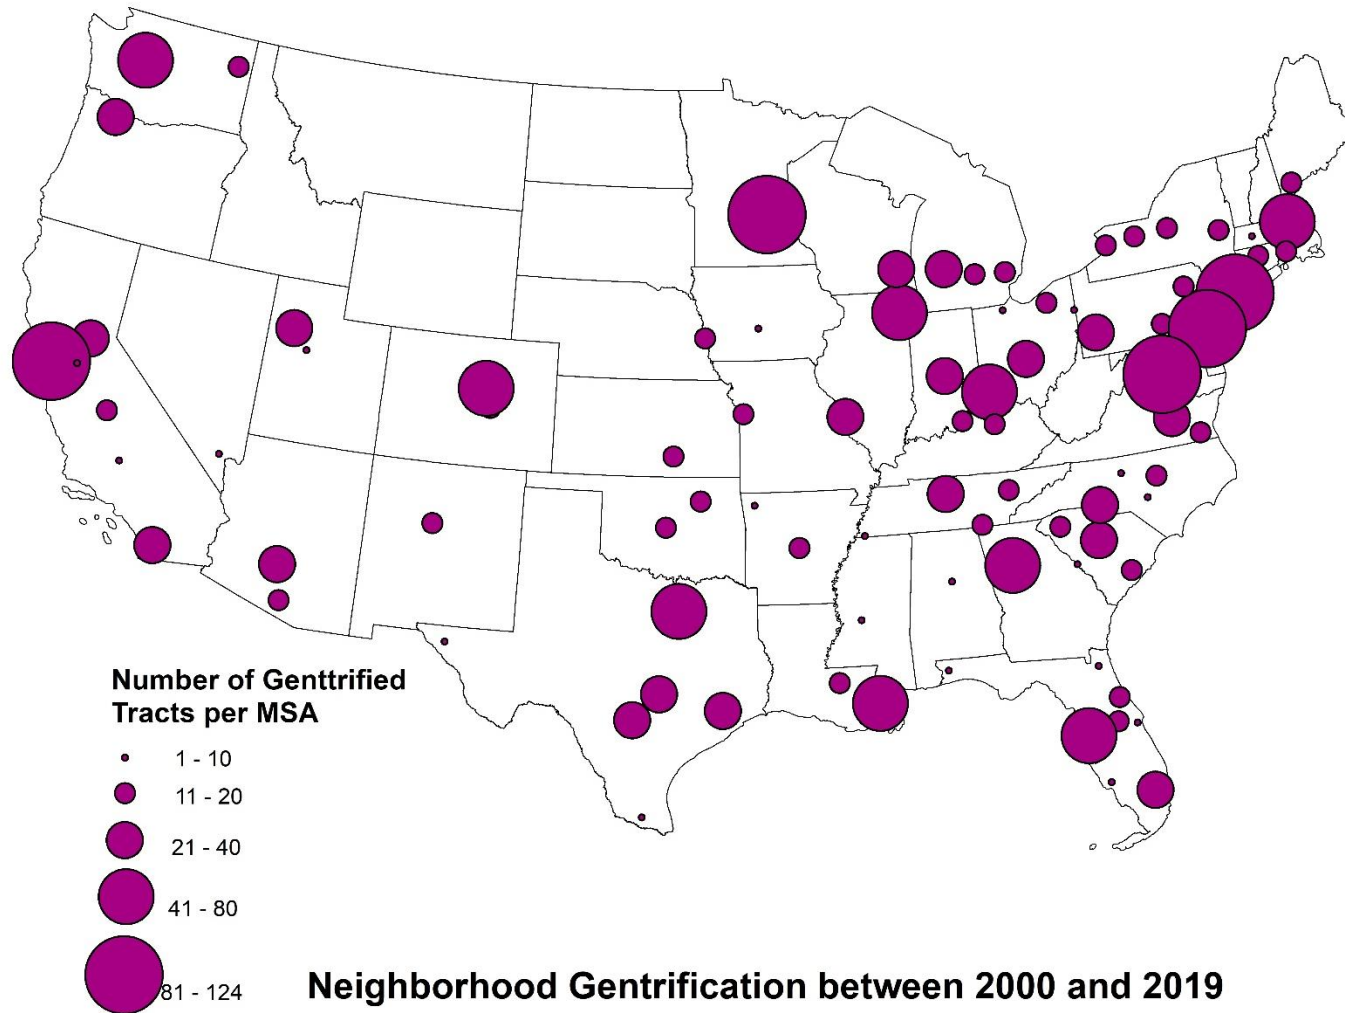 Number of Genttrified
Tracts per MSA
1 - 10
11 - 20
21 - 40
41 - 80
81 - 124
Neighborhood Gentrification between 2000 and 2019